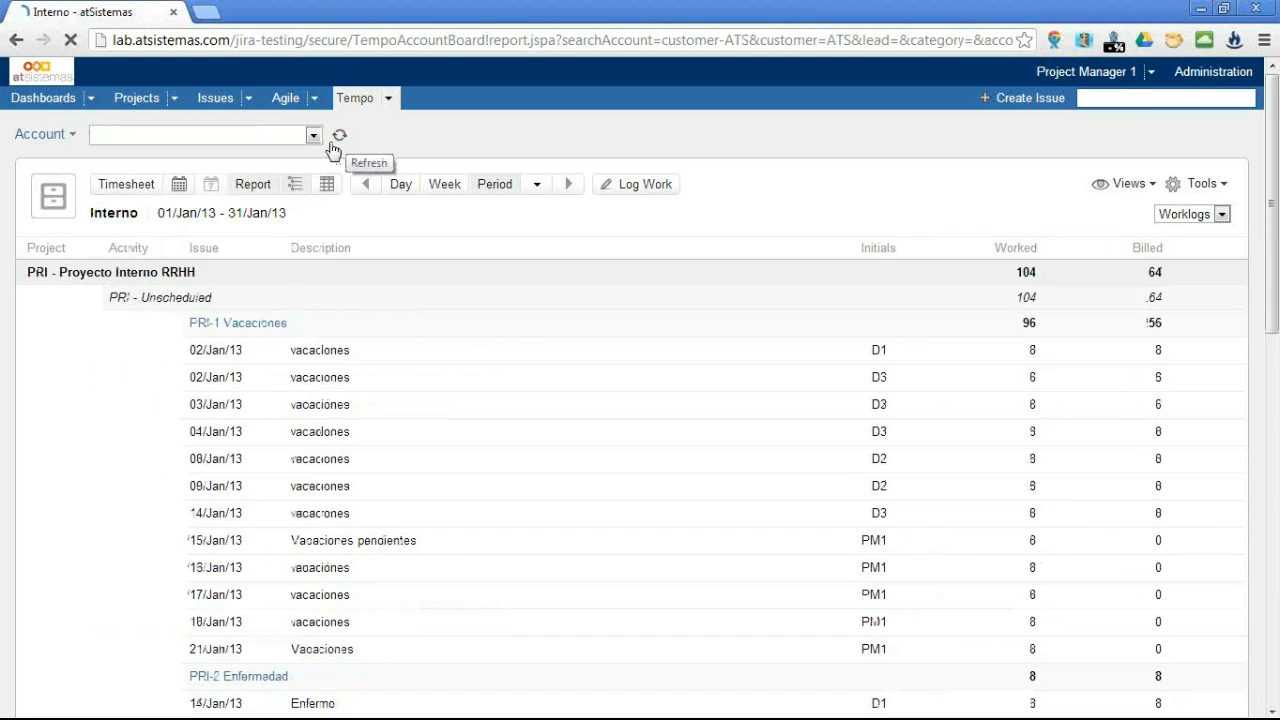 Interno - atSistemas
lab.atsistemas.com/jira-testing/secure/TempoAccountBoard!report.jspa?searchAccount=customer-ATS&customer=ATS&lead=&category=&acco
atsistemas
Project Manager 1 Administration
Dashboards Projects Issues Agile Tempo + Create Issue
Account
Refresh
Timesheet Report Day Week Period Log Work Views Tools
Interno 01/Jan/13 - 31/Jan/13 Worklogs
Project Activity Issue Description Initials Worked Billed
PRI - Proyecto Interno RRHH 104 64
PRI - Unscheduled 104 64
PRI-1 Vacaciones 96 56
02/Jan/13 vacaciones D1 8 8
02/Jan/13 vacaciones D3
03/Jan/13 vacaciones D3
04/Jan/13 vacaciones D3 8 8
08/Jan/13 vacaciones D2 8 8
09/Jan/13 vacaciones D2 8 8
14/Jan/13 vacaciones D3 8 8
15/Jan/13 Vacaciones pendientes PM1 8 0
16/Jan/13 vacaciones PM1 8 0
17/Jan/13 vacaciones PM1 8 0
18/Jan/13 vacaciones PM1 8 0
21/Jan/13 Vacaciones PM1 8 0
PRI-2 Enfermedad 8 8
14/Jan/13 Enfermo D1 8 8